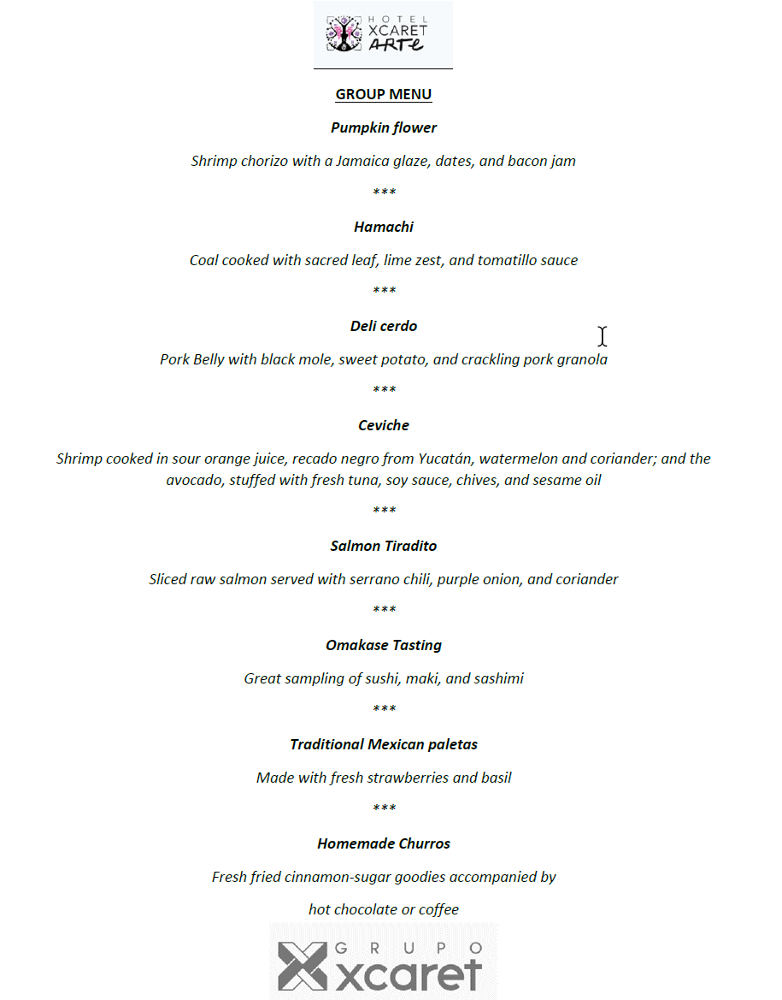 HOTEL
XCARET
ARTE
GROUP MENU
Pumpkin flower
Shrimp chorizo with a Jamaica glaze, dates, and bacon jam
***
Hamachi
Coal cooked with sacred leaf, lime zest, and tomatillo sauce
***
Deli cerdo
Pork Belly with black mole, sweet potato, and crackling pork granola
***
Ceviche
Shrimp cooked in sour orange juice, recado negro from Yucatán, watermelon and coriander; and the
avocado, stuffed with fresh tuna, soy sauce, chives, and sesame oil
***
Salmon Tiradito
Sliced raw salmon served with serrano chili, purple onion, and coriander
***
Omakase Tasting
Great sampling of sushi, maki, and sashimi
***
Traditional Mexican paletas
Made with fresh strawberries and basil
***
Homemade Churros
Fresh fried cinnamon-sugar goodies accompanied by
hot chocolate or coffee
GRUPO
xcaret